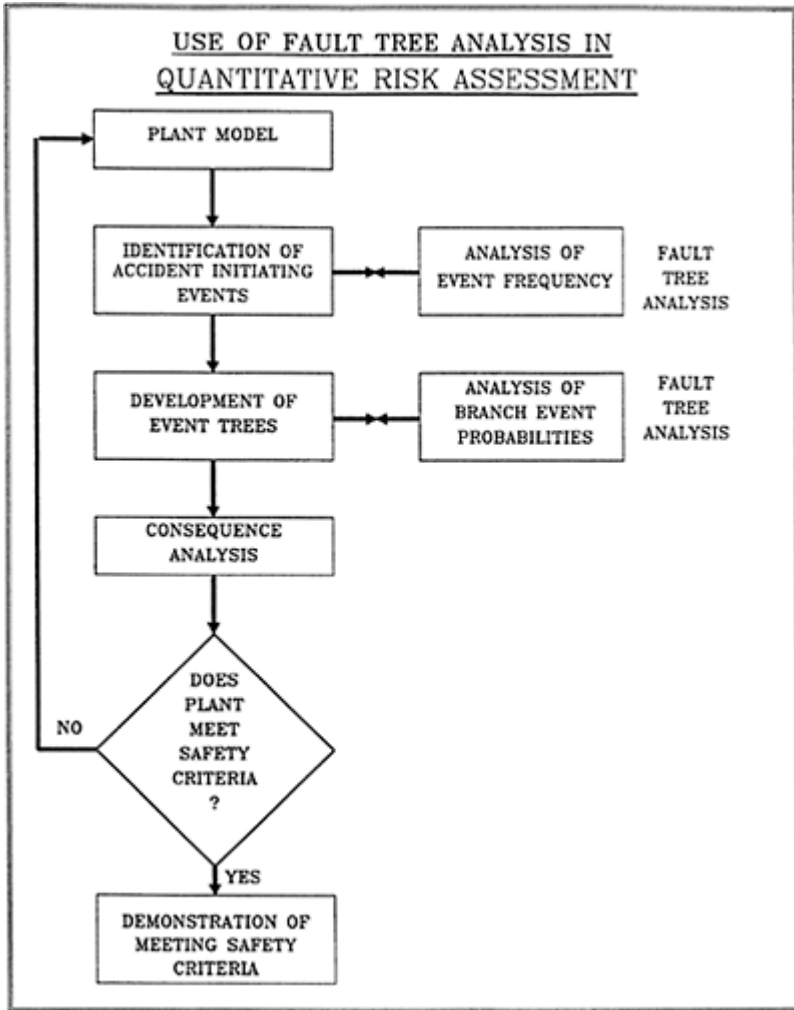 USE OF FAULT TREE ANALYSIS IN
QUANTITATIVE RISK ASSESSMENT
PLANT MODEL
IDENTIFICATION OF
ACCIDENT INITIATING
EVENTS
ANALYSIS OF
EVENT FREQUENCY
FAULT
TREE
ANALYSIS
DEVELOPMENT OF
EVENT TREES
ANALYSIS OF
BRANCH EVENT
PROBABILITIES
FAULT
TREE
ANALYSIS
CONSEQUENCE
ANALYSIS
DOES
PLANT
MEET
SAFETY
CRITERIA
?
NO
YES
DEMONSTRATION OF
MEETING SAFETY
CRITERIA